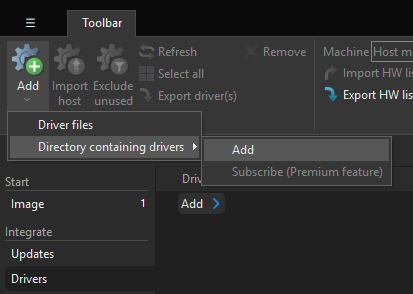 ☰ Toolbar
Add
Import host
Exclude unused
Refresh
Select all
Export driver(s)
Remove
Machine Host m
Import HW lis
Export HW lis
Driver files
Directory containing drivers
Add
Subscribe (Premium feature)
Start
Image 1
Integrate
Updates
Drivers
Driv
Add